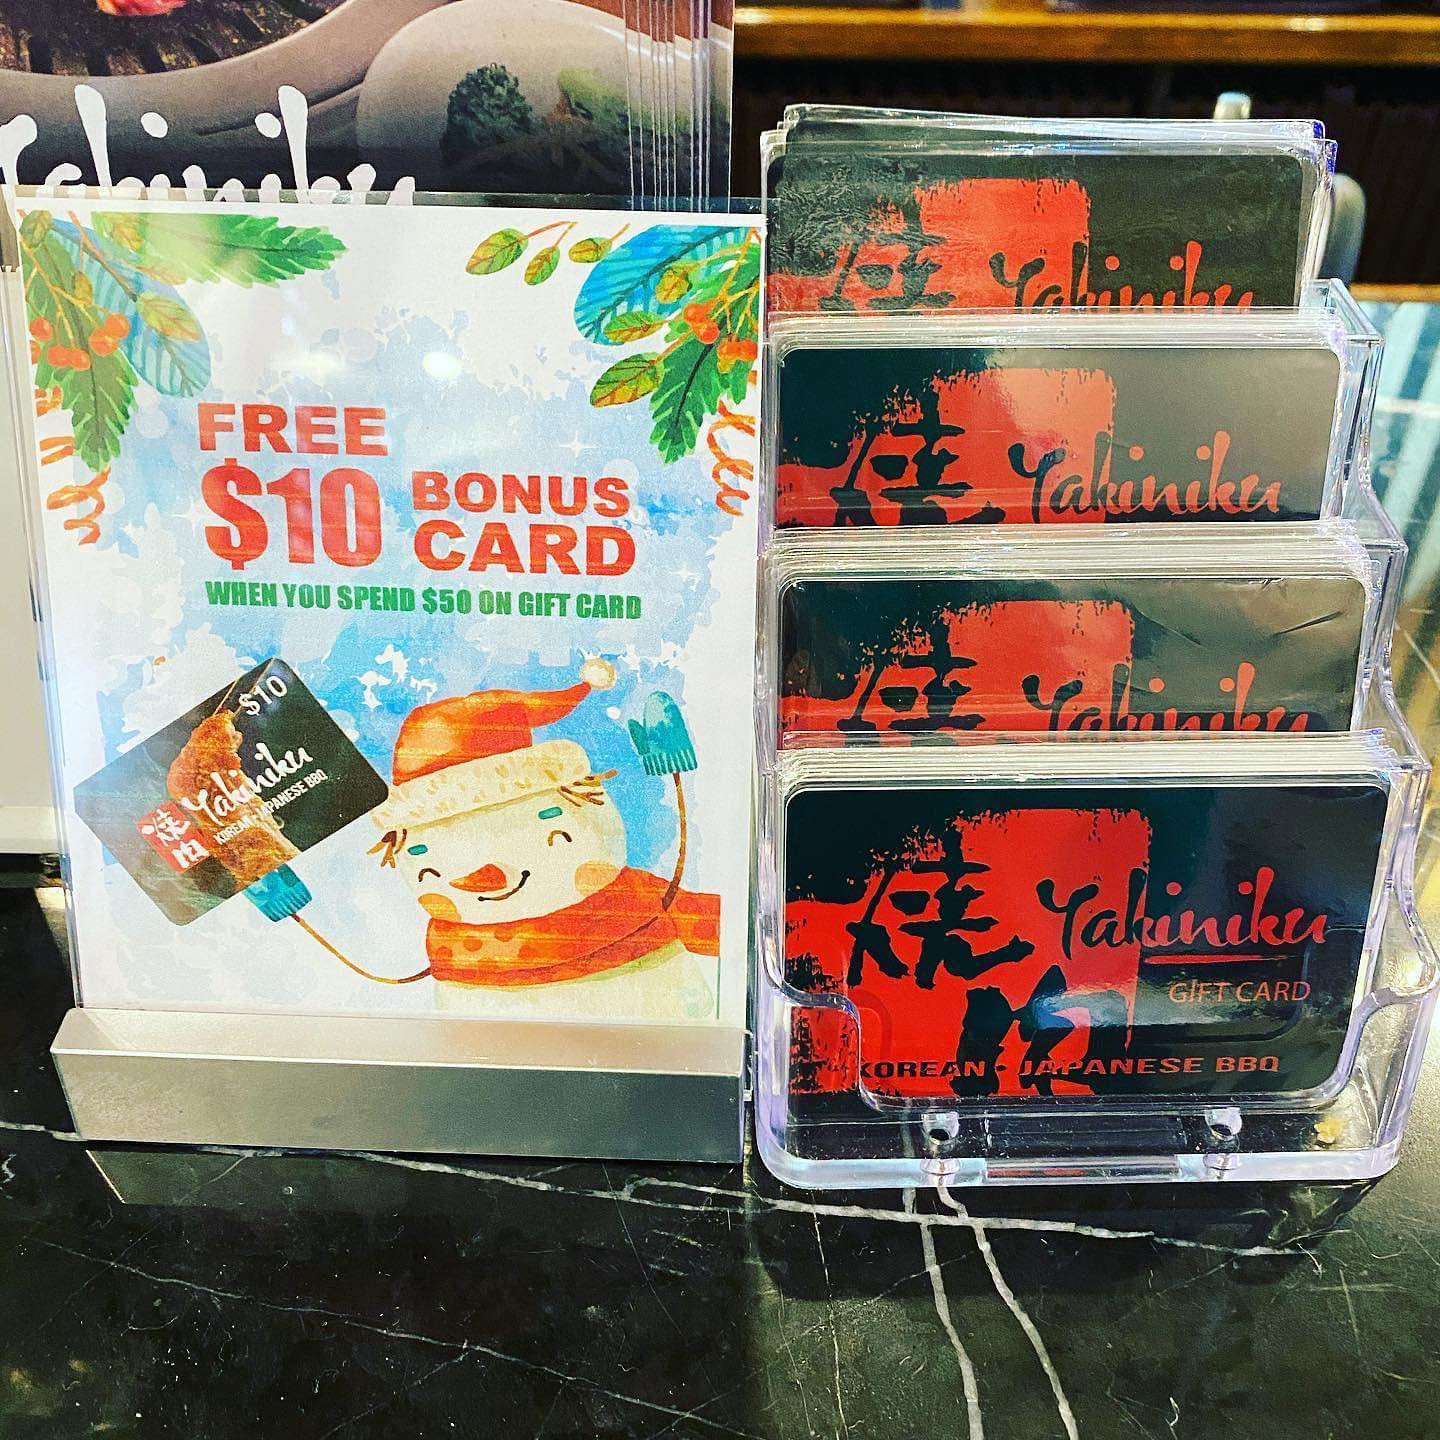 Yakiniku
FREE
$10 BONUS
CARD
WHEN YOU SPEND $50 ON GIFT CARD
$10
Yakiniku
KOREAN • JAPANESE BBQ
焼
肉
焼 Yakiniku
焼 Yakiniku
焼 Yakiniku
焼 Yakiniku
肉 GIFT CARD
KOREAN • JAPANESE BBQ